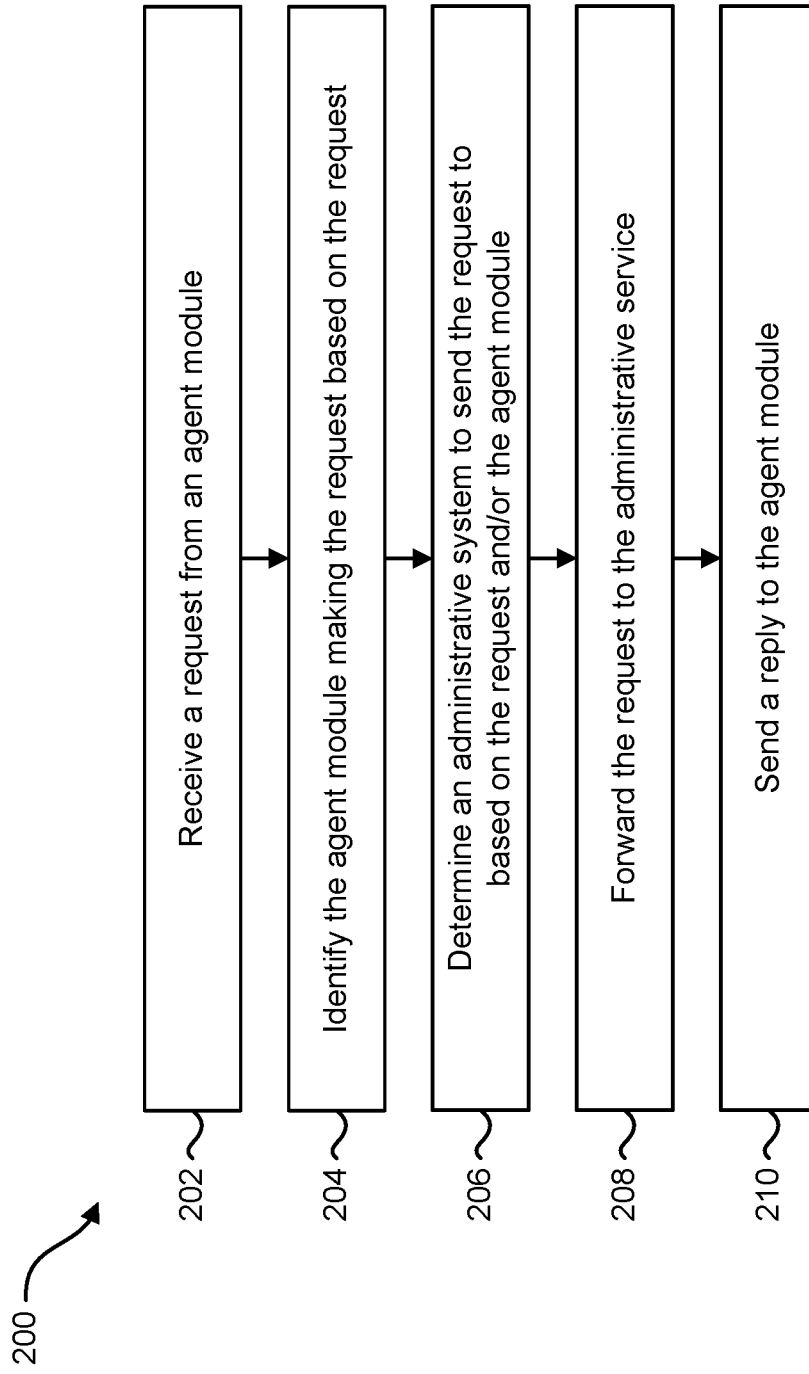 200
202
Receive a request from an agent module
204
Identify the agent module making the request based on the request
206
Determine an administrative system to send the request to
based on the request and/or the agent module
208
Forward the request to the administrative service
210
Send a reply to the agent module